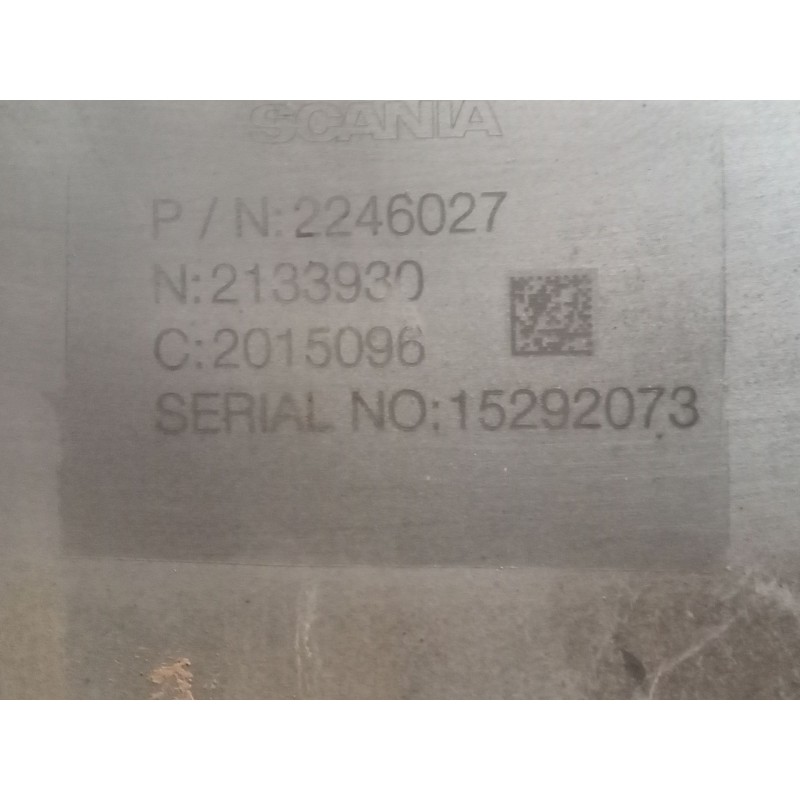 SCANIA
P / N:2246027
N:2133930
C:2015096
SERIAL NO:15292073